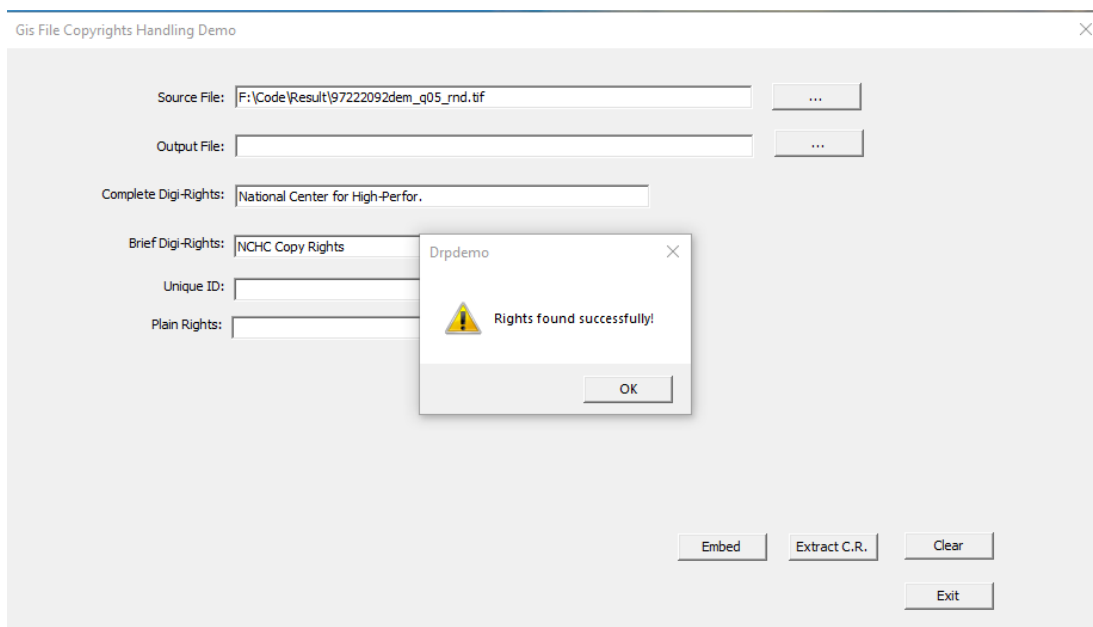 Gis File Copyrights Handling Demo
Source File: F:\Code\Result\97222092dem_q05_rnd.tif ...
Output File: ...
Complete Digi-Rights: National Center for High-Perfor.
Brief Digi-Rights: NCHC Copy Rights
Unique ID:
Plain Rights:
Drpdemo
Rights found successfully!
OK
Embed Extract C.R. Clear
Exit